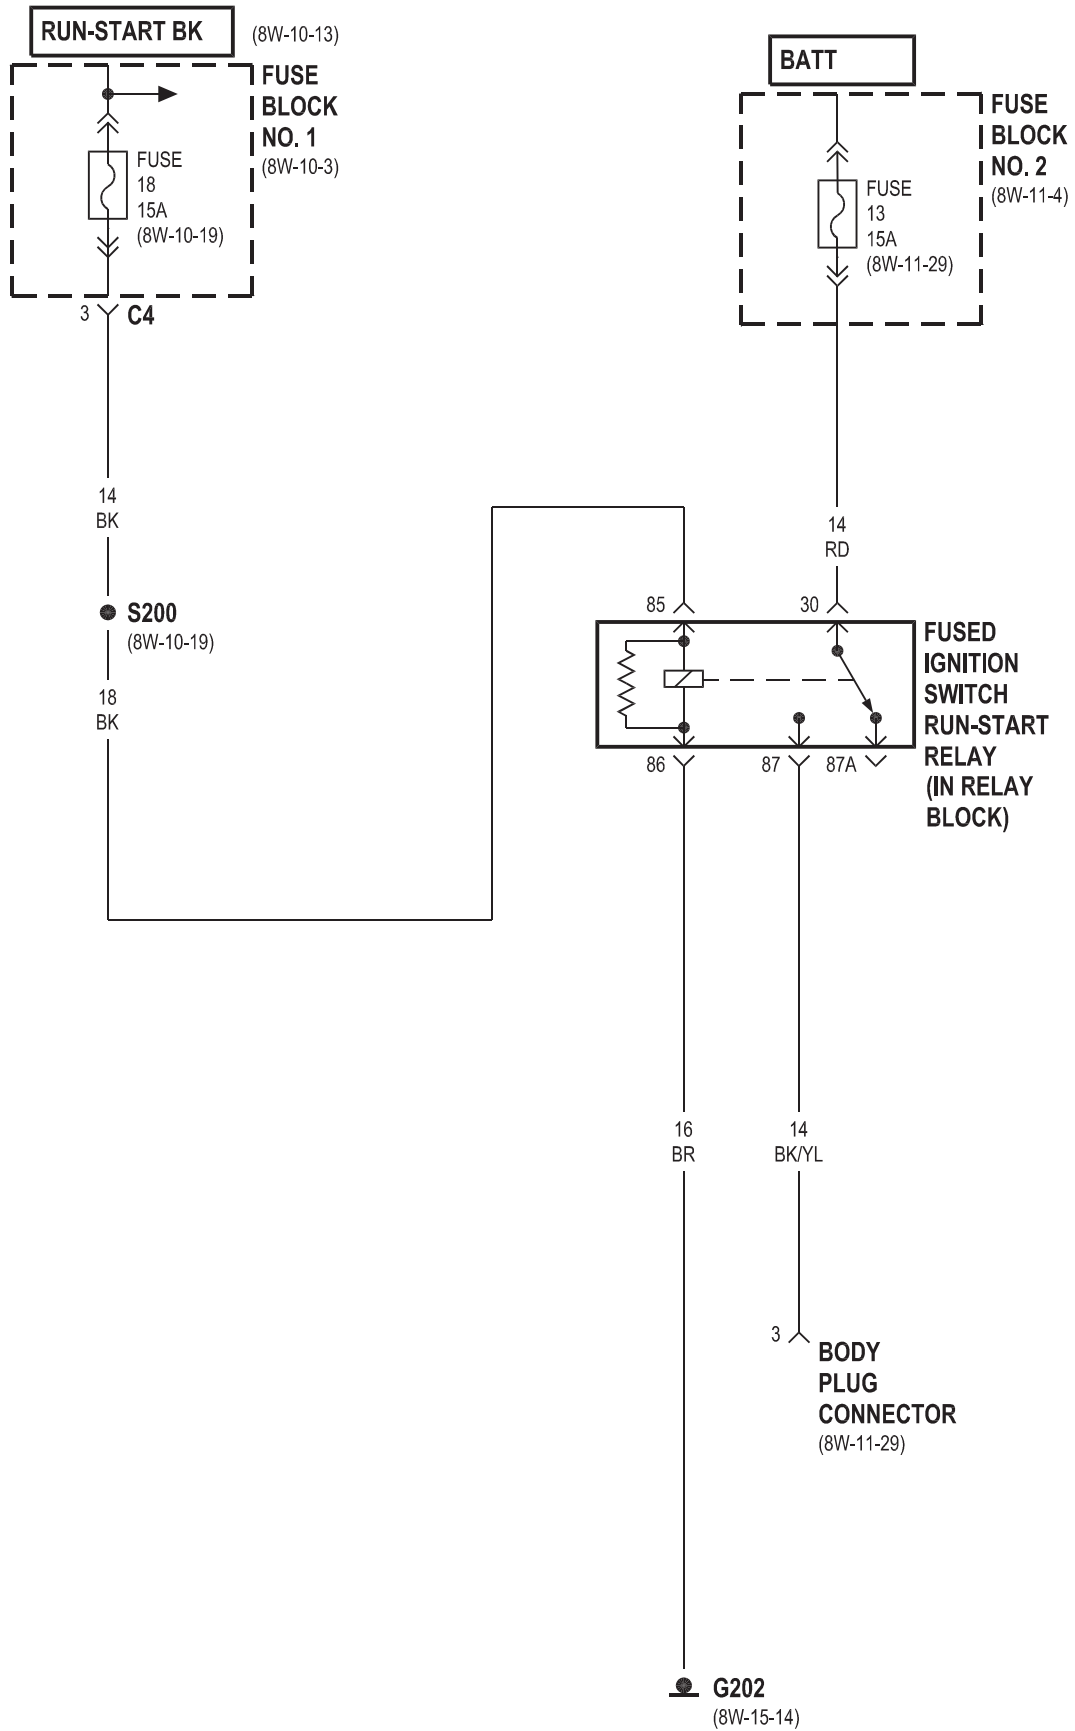 RUN-START BK
(8W-10-13)
BATT
FUSE
BLOCK
NO. 1
(8W-10-3)
FUSE
BLOCK
NO. 2
(8W-11-4)
FUSE
18
15A
(8W-10-19)
FUSE
13
15A
(8W-11-29)
3
C4
14
BK
14
RD
S200
(8W-10-19)
18
BK
85
30
FUSED
IGNITION
SWITCH
RUN-START
RELAY
(IN RELAY
BLOCK)
86
87
87A
16
BR
14
BK/YL
3
BODY
PLUG
CONNECTOR
(8W-11-29)
G202
(8W-15-14)